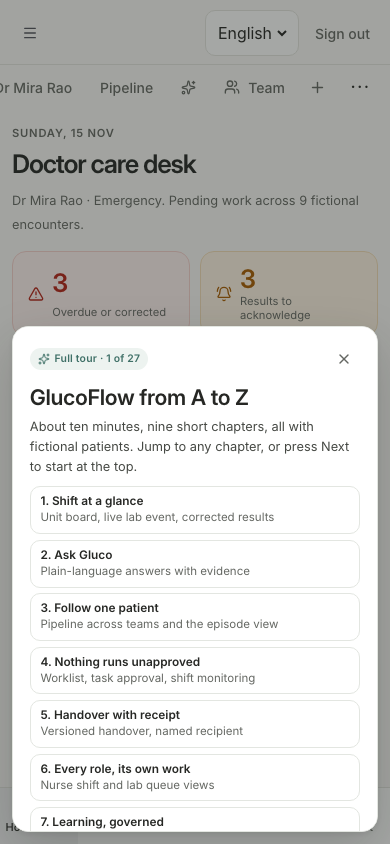 English
Sign out
Dr Mira Rao
Pipeline
Team
SUNDAY, 15 NOV
Doctor care desk
Dr Mira Rao · Emergency. Pending work across 9 fictional
encounters.
3
Overdue or corrected
3
Results to
acknowledge
Full tour · 1 of 27
GlucoFlow from A to Z
About ten minutes, nine short chapters, all with
fictional patients. Jump to any chapter, or press Next
to start at the top.
1. Shift at a glance
Unit board, live lab event, corrected results
2. Ask Gluco
Plain-language answers with evidence
3. Follow one patient
Pipeline across teams and the episode view
4. Nothing runs unapproved
Worklist, task approval, shift monitoring
5. Handover with receipt
Versioned handover, named recipient
6. Every role, its own work
Nurse shift and lab queue views
7. Learning, governed